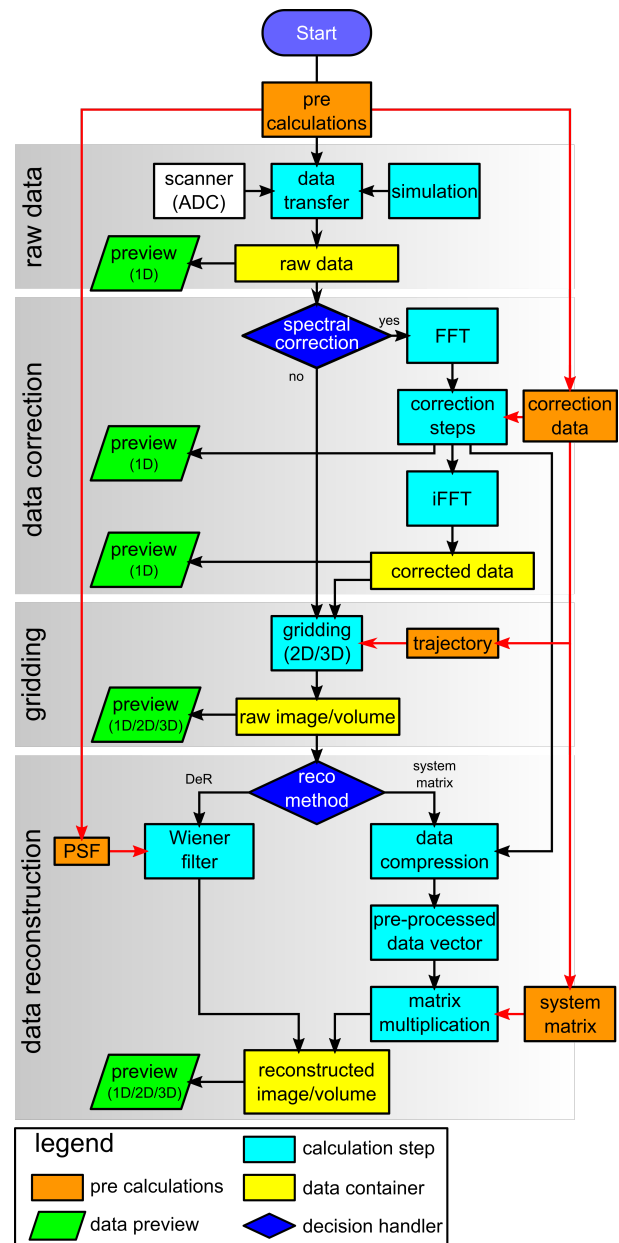 Start
pre
calculations
raw data
scanner
(ADC)
data
transfer
simulation
preview
(1D)
raw data
data correction
spectral
correction
yes
no
FFT
correction
steps
correction
data
preview
(1D)
iFFT
preview
(1D)
corrected data
gridding
gridding
(2D/3D)
trajectory
preview
(1D/2D/3D)
raw image/volume
data reconstruction
DeR
reco
method
system
matrix
PSF
Wiener
filter
data
compression
pre-processed
data vector
matrix
multiplication
system
matrix
preview
(1D/2D/3D)
reconstructed
image/volume
legend
calculation step
pre calculations
data container
data preview
decision handler